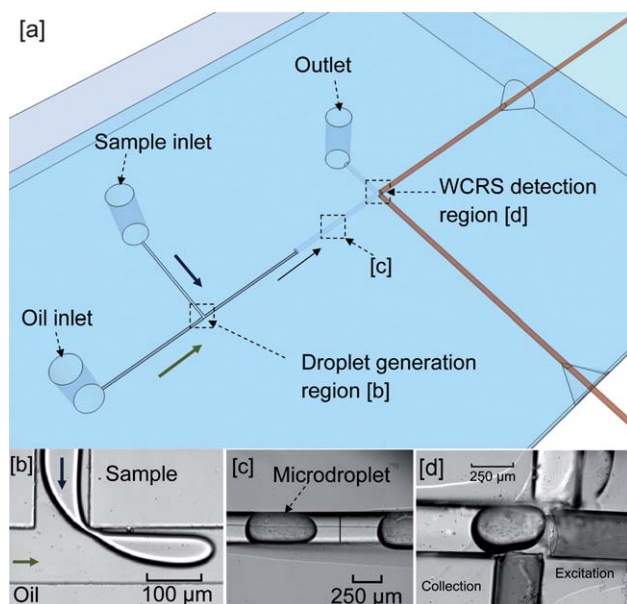 [a]
Outlet
Sample inlet
WCRS detection
region [d]
[c]
Oil inlet
Droplet generation
region [b]
[b]
Sample
100 µm
Oil
[c]
Microdroplet
250 µm
[d]
250 µm
Collection
Excitation